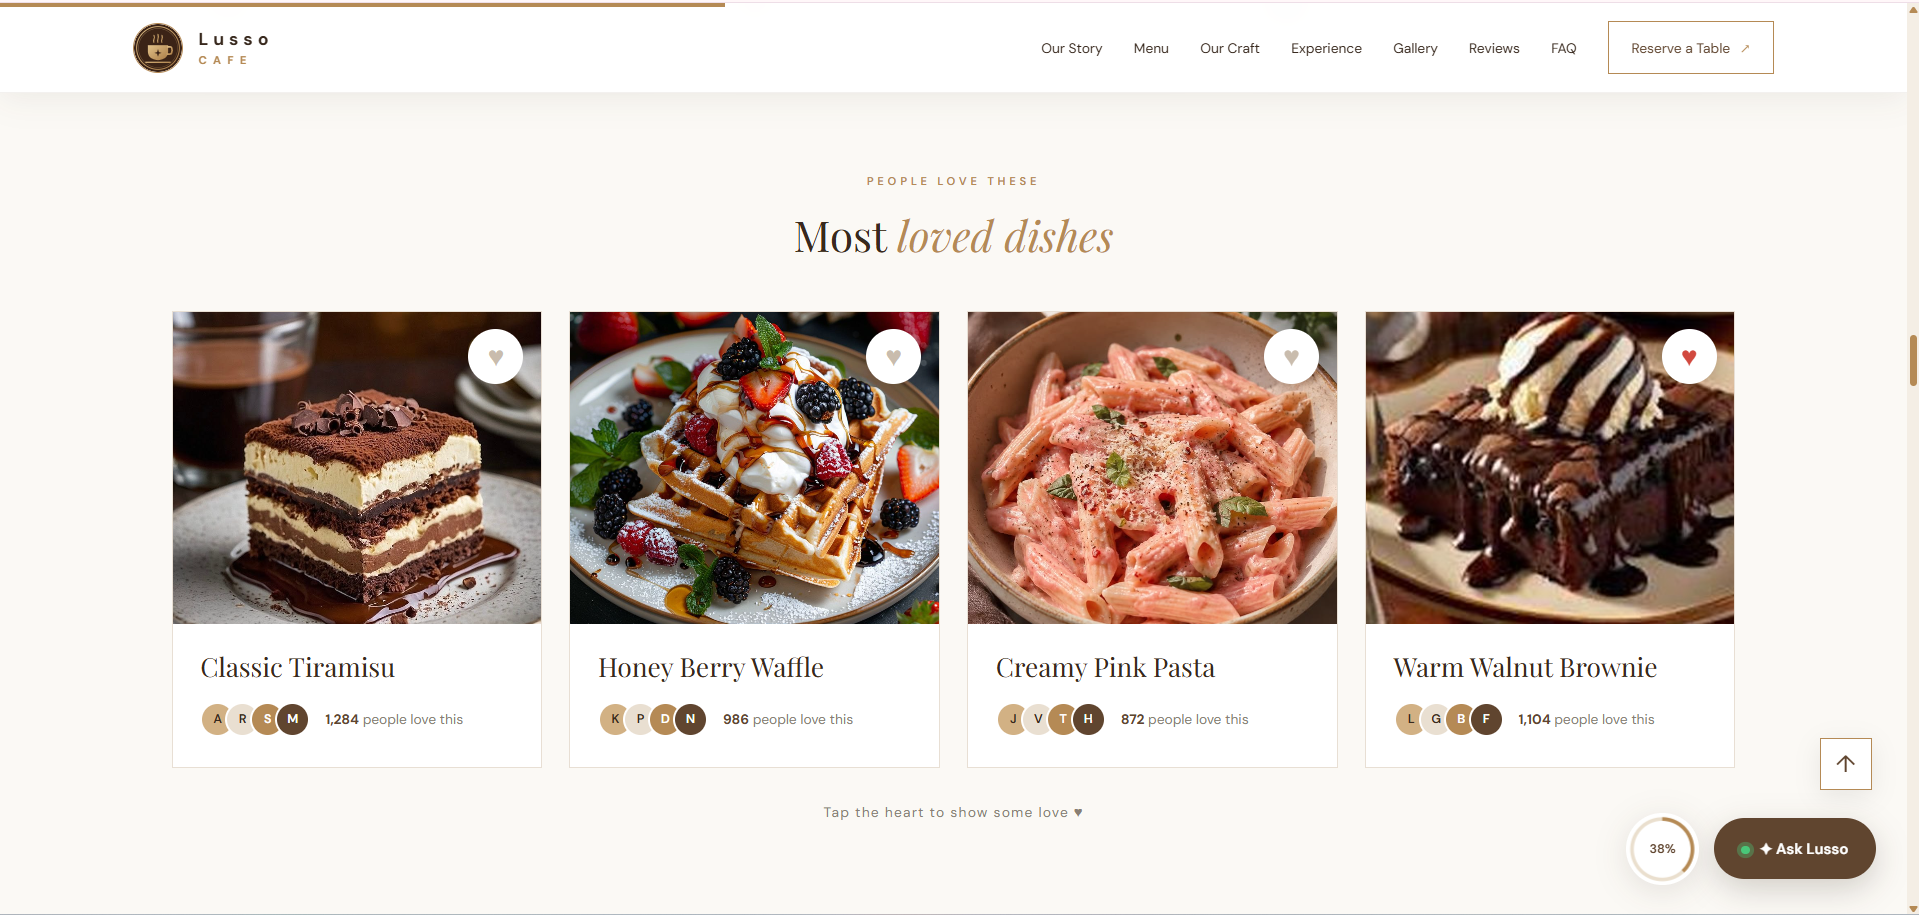 Lusso
CAFE
Our Story
Menu
Our Craft
Experience
Gallery
Reviews
FAQ
Reserve a Table ↗
PEOPLE LOVE THESE
Most loved dishes
♥
♥
♥
♥
Classic Tiramisu
A R S M 1,284 people love this
Honey Berry Waffle
K P D N 986 people love this
Creamy Pink Pasta
J V T H 872 people love this
Warm Walnut Brownie
L G B F 1,104 people love this
Tap the heart to show some love ♥
38%
✦ Ask Lusso